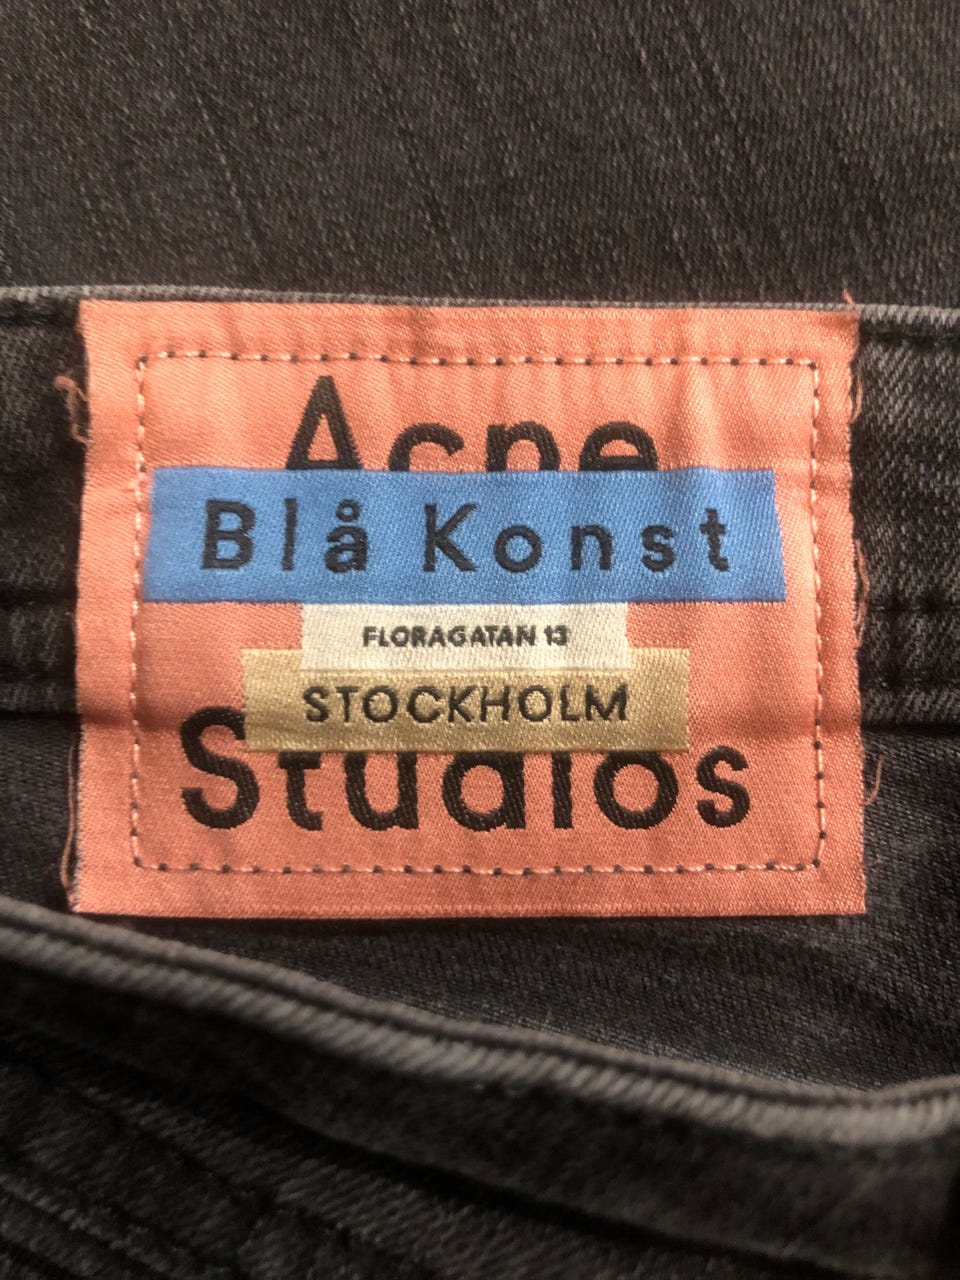 Acne
Blå Konst
FLORAGATAN 13
STOCKHOLM
Studios